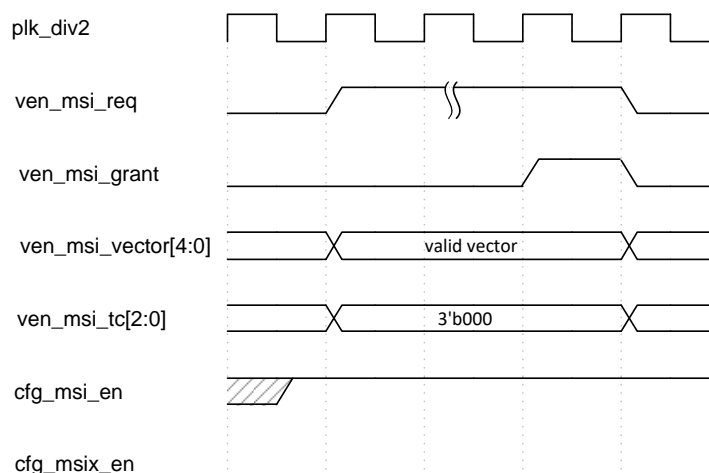 plk_div2
ven_msi_req
ven_msi_grant
ven_msi_vector[4:0] valid vector
ven_msi_tc[2:0] 3'b000
cfg_msi_en
cfg_msix_en